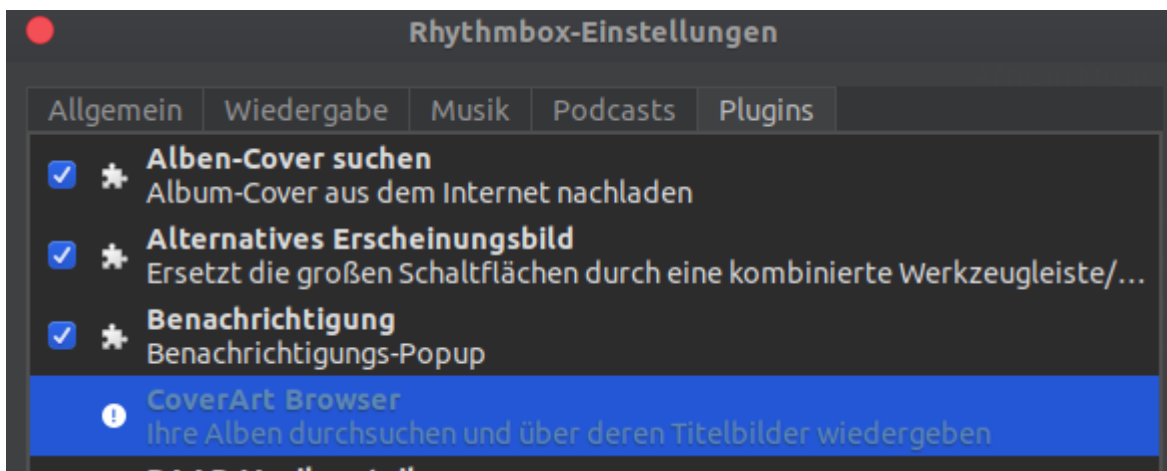 Rhythmbox-Einstellungen
Allgemein Wiedergabe Musik Podcasts Plugins
Alben-Cover suchen
Album-Cover aus dem Internet nachladen
Alternatives Erscheinungsbild
Ersetzt die großen Schaltflächen durch eine kombinierte Werkzeugleiste/…
Benachrichtigung
Benachrichtigungs-Popup
CoverArt Browser
Ihre Alben durchsuchen und über deren Titelbilder wiedergeben